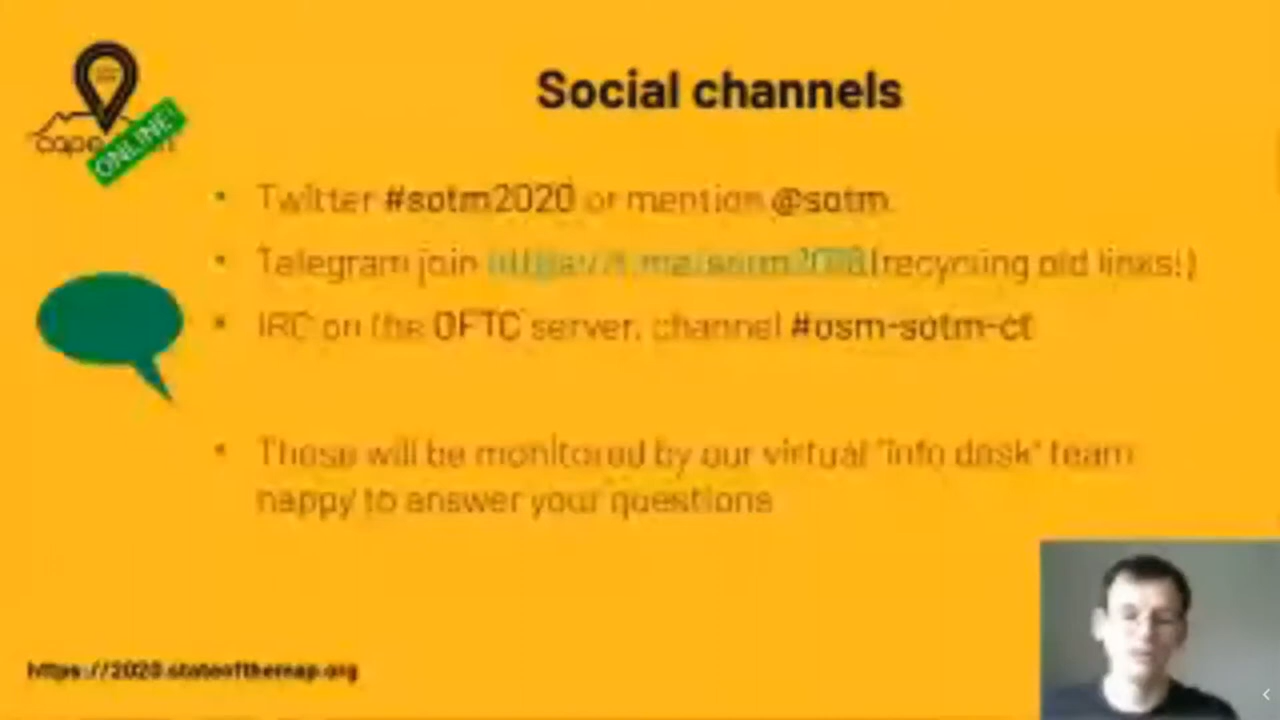 Social channels
cape
ONLINE!
Twitter #sotm2020 or mention @sotm.
Telegram join (recycling old links!)
IRC on the OFTC server, channel #osm-sotm-ct
These will be monitored by our virtual "info desk" team
happy to answer your questions
https://2020.stateofthemap.org